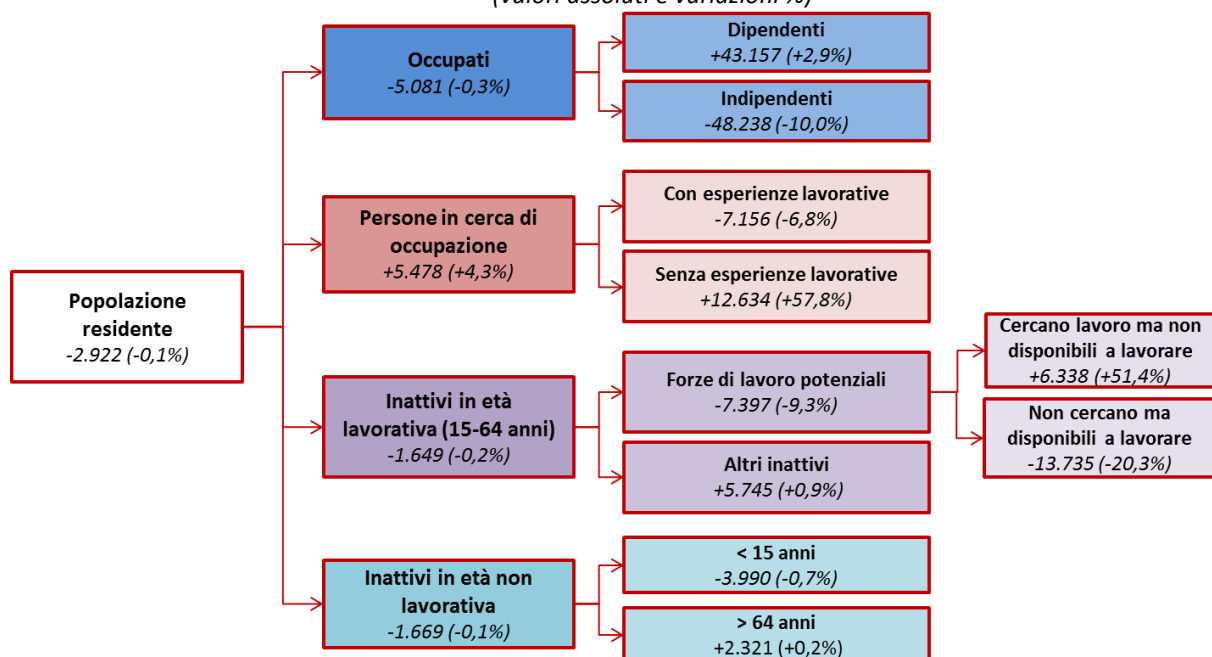 (valori assoluti e variazioni %)
Dipendenti
+43.157 (+2,9%)
Occupati
-5.081 (-0,3%)
Indipendenti
-48.238 (-10,0%)
Con esperienze lavorative
-7.156 (-6,8%)
Persone in cerca di
occupazione
+5.478 (+4,3%)
Senza esperienze lavorative
+12.634 (+57,8%)
Popolazione
residente
-2.922 (-0,1%)
Cercano lavoro ma non
disponibili a lavorare
+6.338 (+51,4%)
Forze di lavoro potenziali
-7.397 (-9,3%)
Inattivi in età
lavorativa (15-64 anni)
-1.649 (-0,2%)
Non cercano ma
disponibili a lavorare
-13.735 (-20,3%)
Altri inattivi
+5.745 (+0,9%)
< 15 anni
-3.990 (-0,7%)
Inattivi in età non
lavorativa
-1.669 (-0,1%)
> 64 anni
+2.321 (+0,2%)